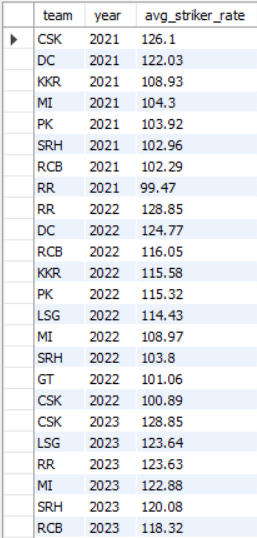 team year avg_striker_rate
CSK 2021 126.1
DC 2021 122.03
KKR 2021 108.93
MI 2021 104.3
PK 2021 103.92
SRH 2021 102.96
RCB 2021 102.29
RR 2021 99.47
RR 2022 128.85
DC 2022 124.77
RCB 2022 116.05
KKR 2022 115.58
PK 2022 115.32
LSG 2022 114.43
MI 2022 108.97
SRH 2022 103.8
GT 2022 101.06
CSK 2022 100.89
CSK 2023 128.85
LSG 2023 123.64
RR 2023 123.63
MI 2023 122.88
SRH 2023 120.08
RCB 2023 118.32